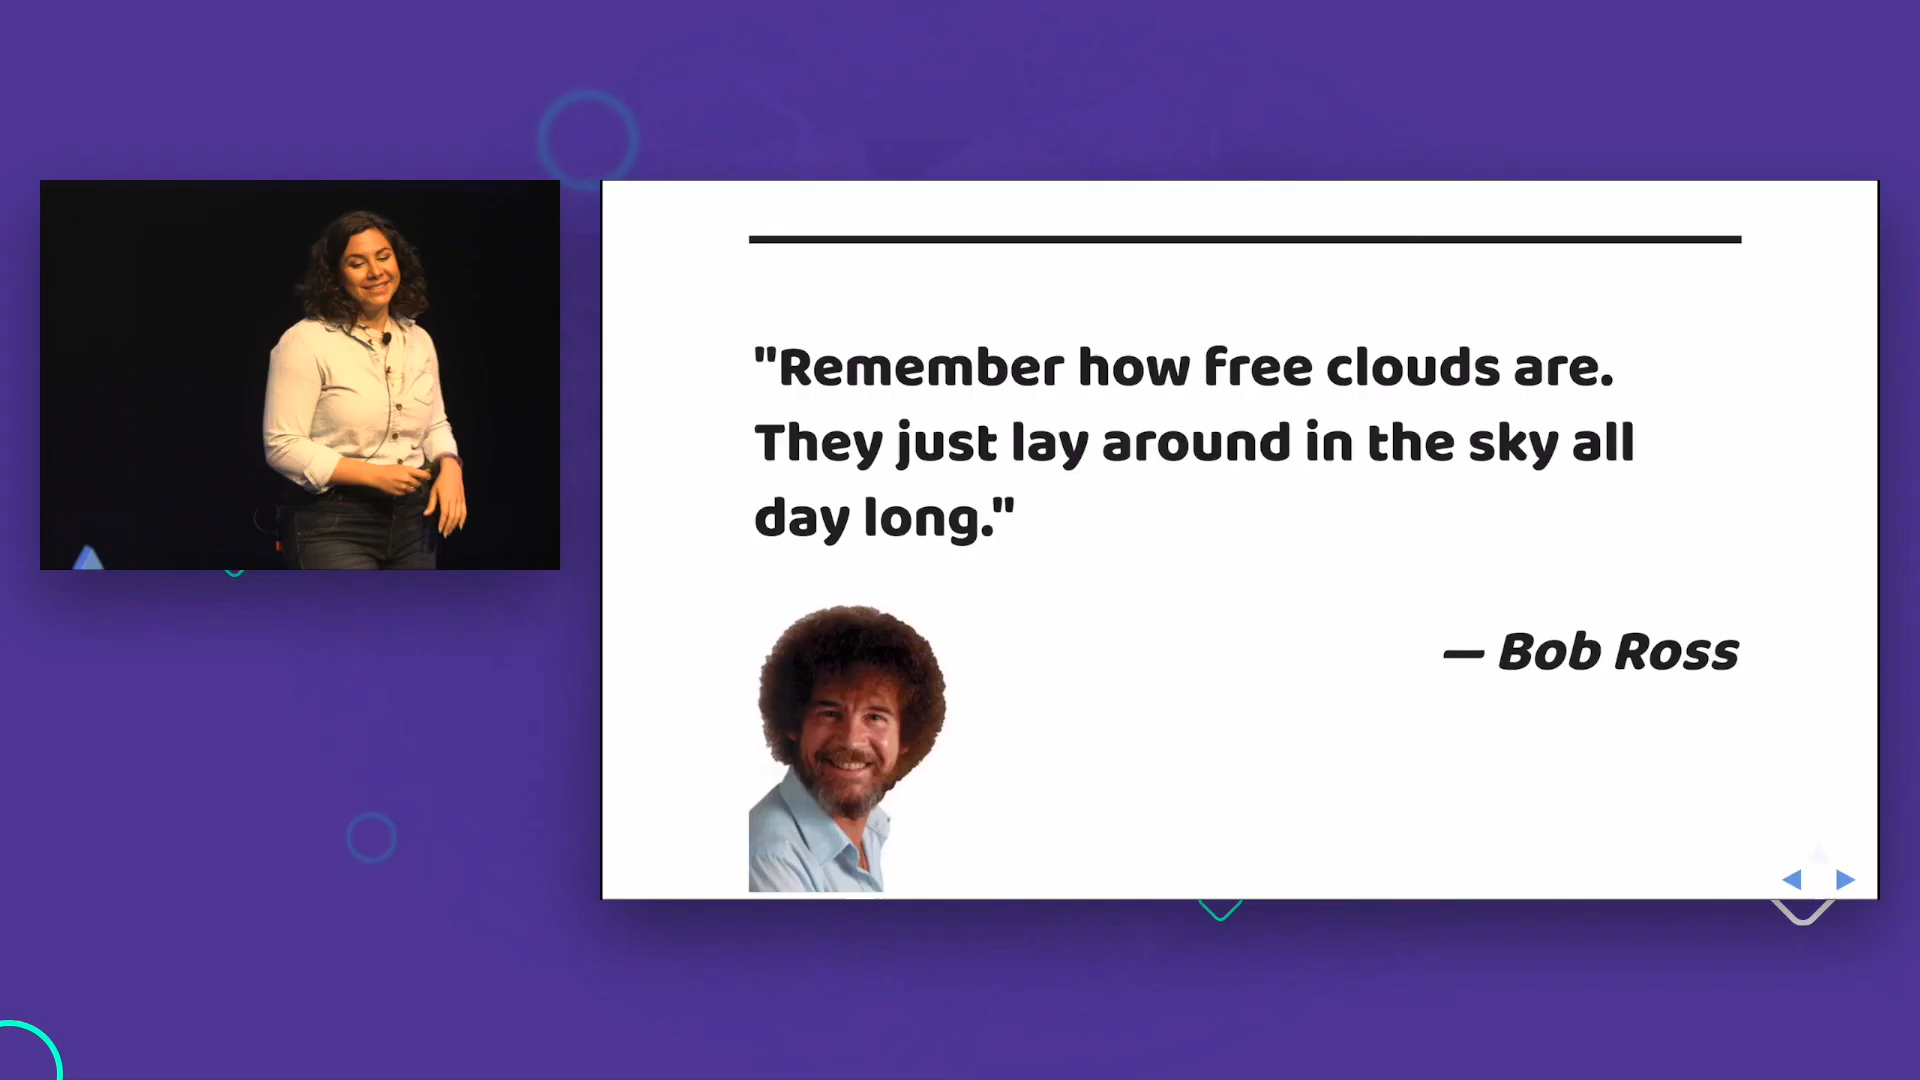 "Remember how free clouds are.
They just lay around in the sky all
day long."
— Bob Ross